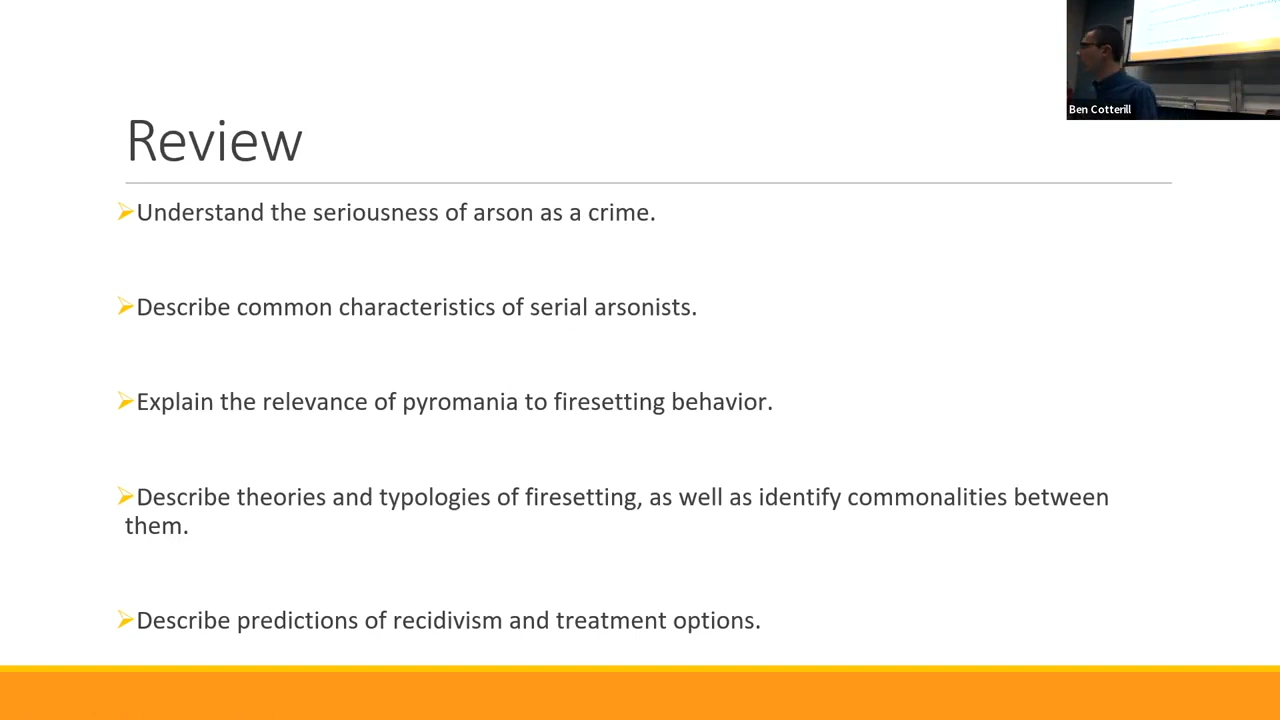 Ben Cotterill
Review
Understand the seriousness of arson as a crime.
Describe common characteristics of serial arsonists.
Explain the relevance of pyromania to firesetting behavior.
Describe theories and typologies of firesetting, as well as identify commonalities between
them.
Describe predictions of recidivism and treatment options.